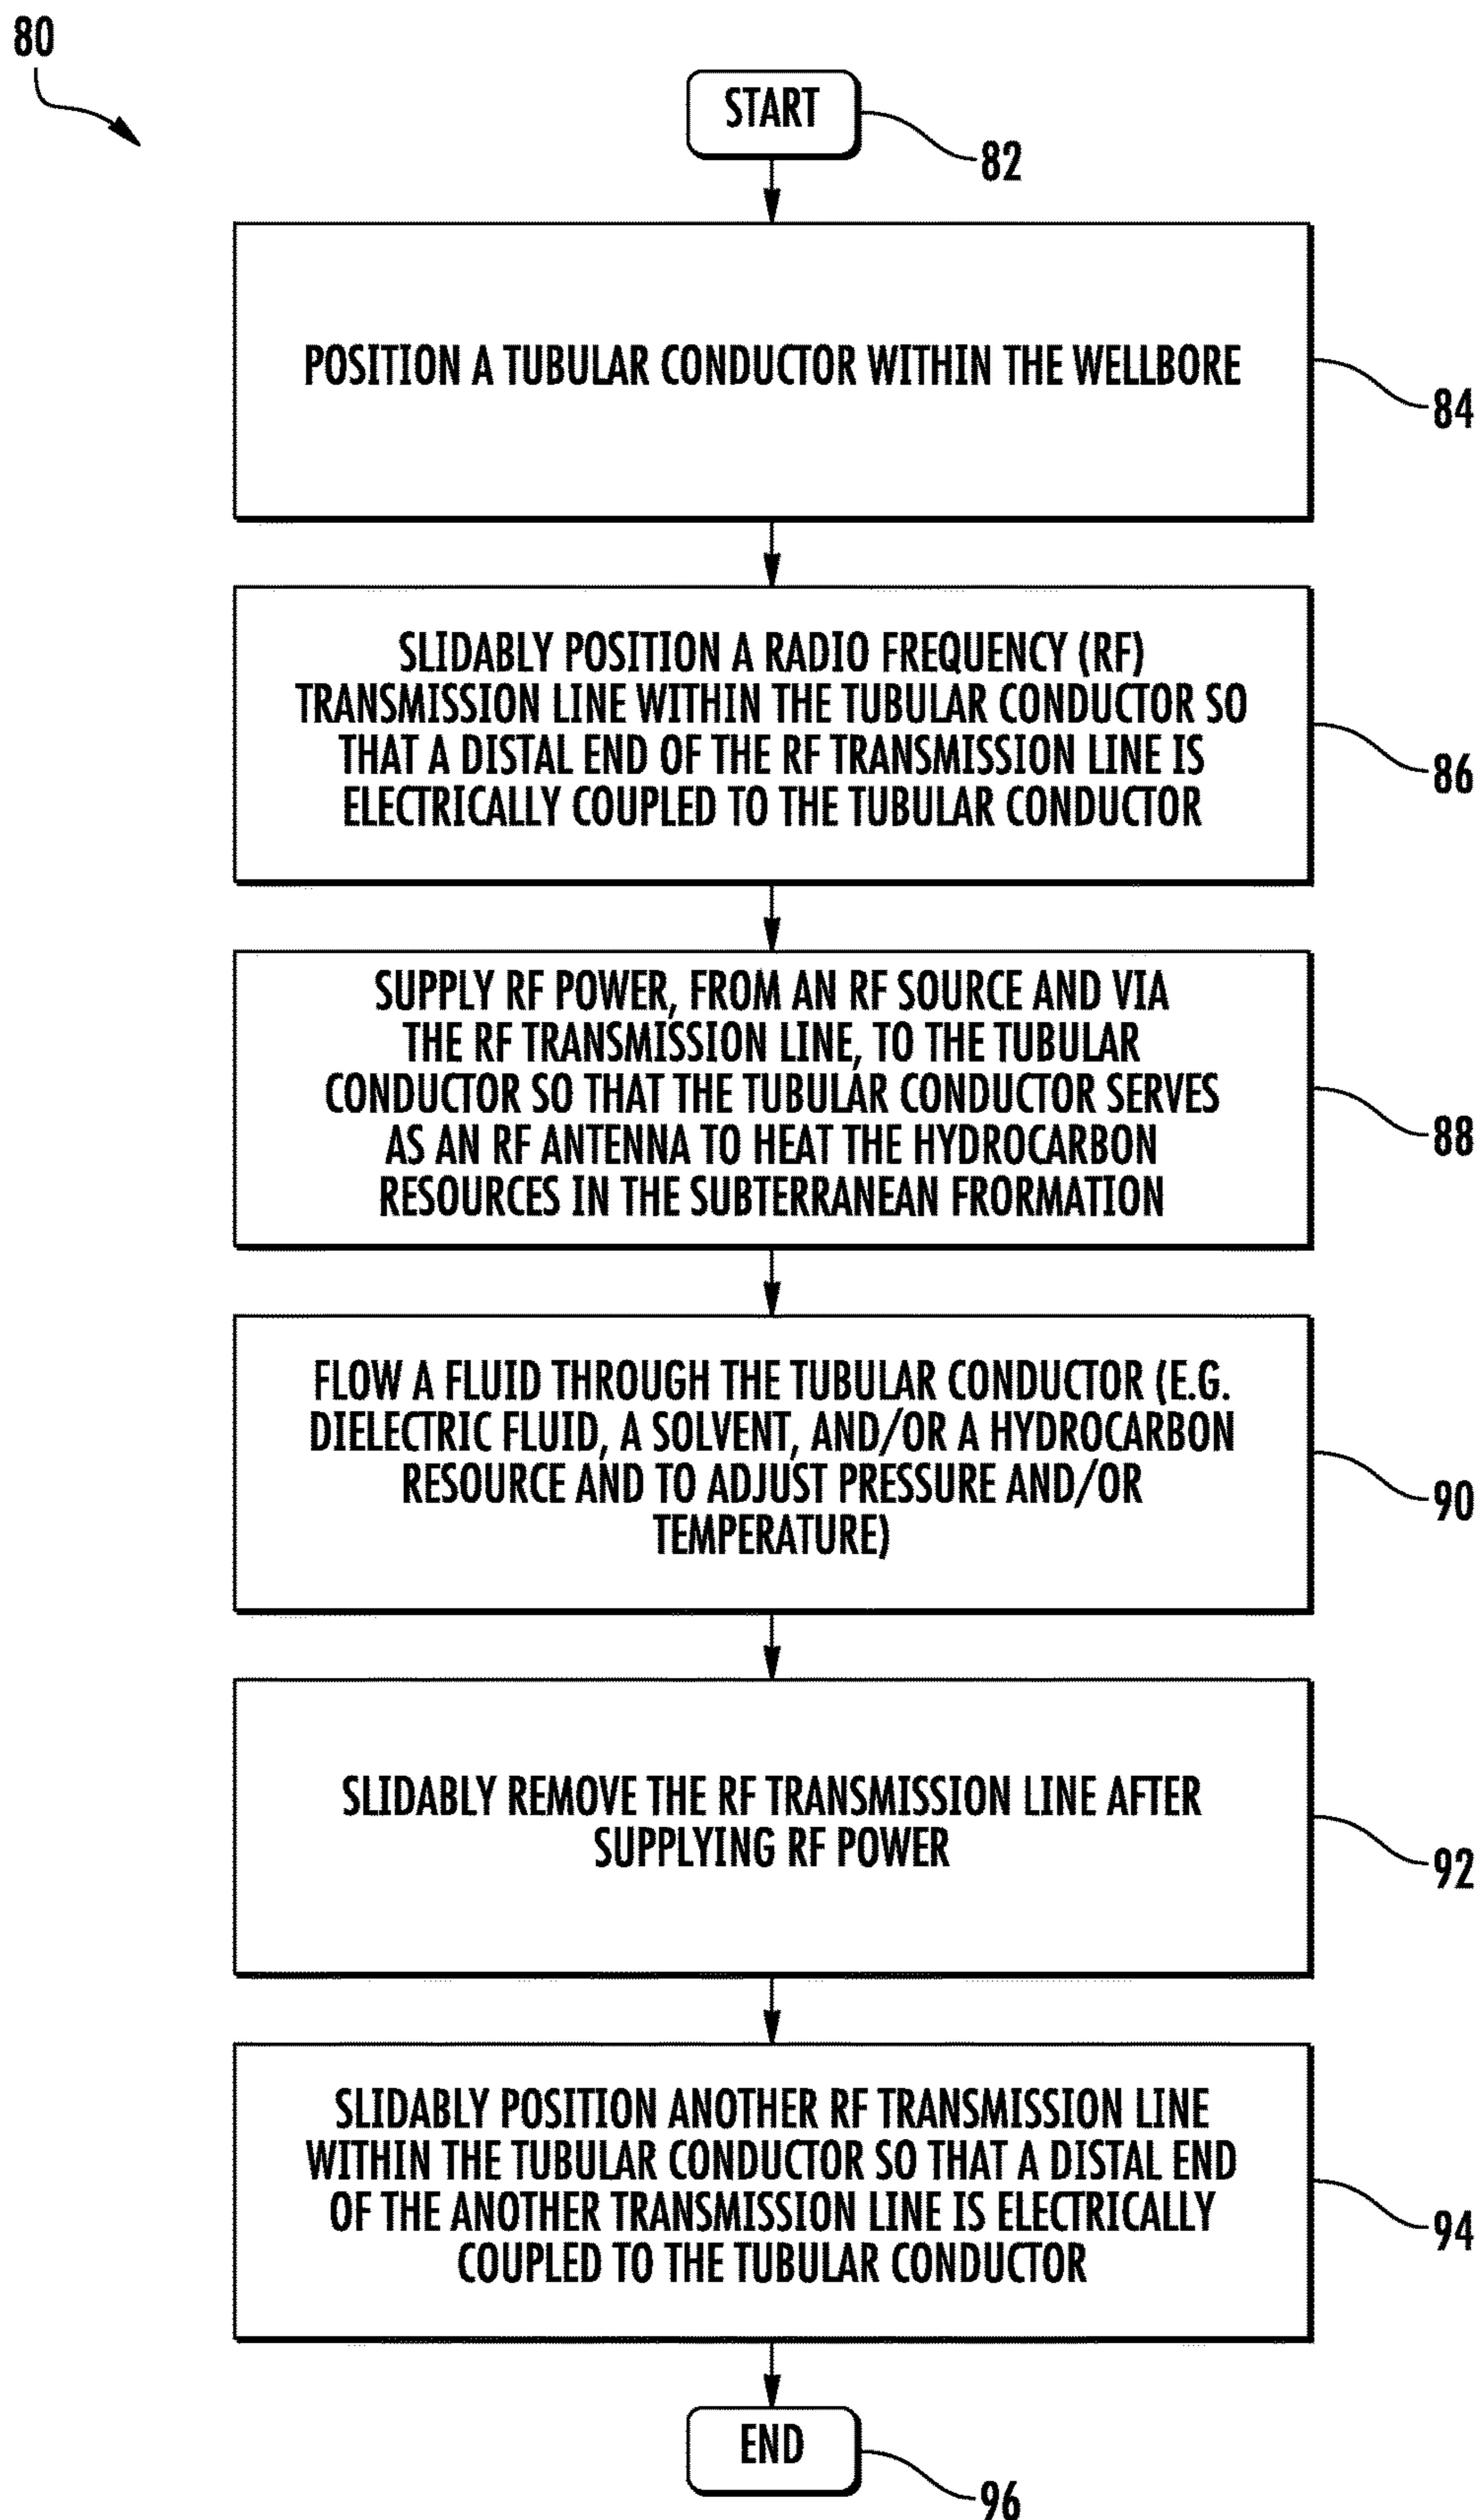 80
START
82
POSITION A TUBULAR CONDUCTOR WITHIN THE WELLBORE
84
SLIDABLY POSITION A RADIO FREQUENCY (RF)
TRANSMISSION LINE WITHIN THE TUBULAR CONDUCTOR SO
THAT A DISTAL END OF THE RF TRANSMISSION LINE IS
ELECTRICALLY COUPLED TO THE TUBULAR CONDUCTOR
86
SUPPLY RF POWER, FROM AN RF SOURCE AND VIA
THE RF TRANSMISSION LINE, TO THE TUBULAR
CONDUCTOR SO THAT THE TUBULAR CONDUCTOR SERVES
AS AN RF ANTENNA TO HEAT THE HYDROCARBON
RESOURCES IN THE SUBTERRANEAN FRORMATION
88
FLOW A FLUID THROUGH THE TUBULAR CONDUCTOR (E.G.
DIELECTRIC FLUID, A SOLVENT, AND/OR A HYDROCARBON
RESOURCE AND TO ADJUST PRESSURE AND/OR
TEMPERATURE)
90
SLIDABLY REMOVE THE RF TRANSMISSION LINE AFTER
SUPPLYING RF POWER
92
SLIDABLY POSITION ANOTHER RF TRANSMISSION LINE
WITHIN THE TUBULAR CONDUCTOR SO THAT A DISTAL END
OF THE ANOTHER TRANSMISSION LINE IS ELECTRICALLY
COUPLED TO THE TUBULAR CONDUCTOR
94
END
96